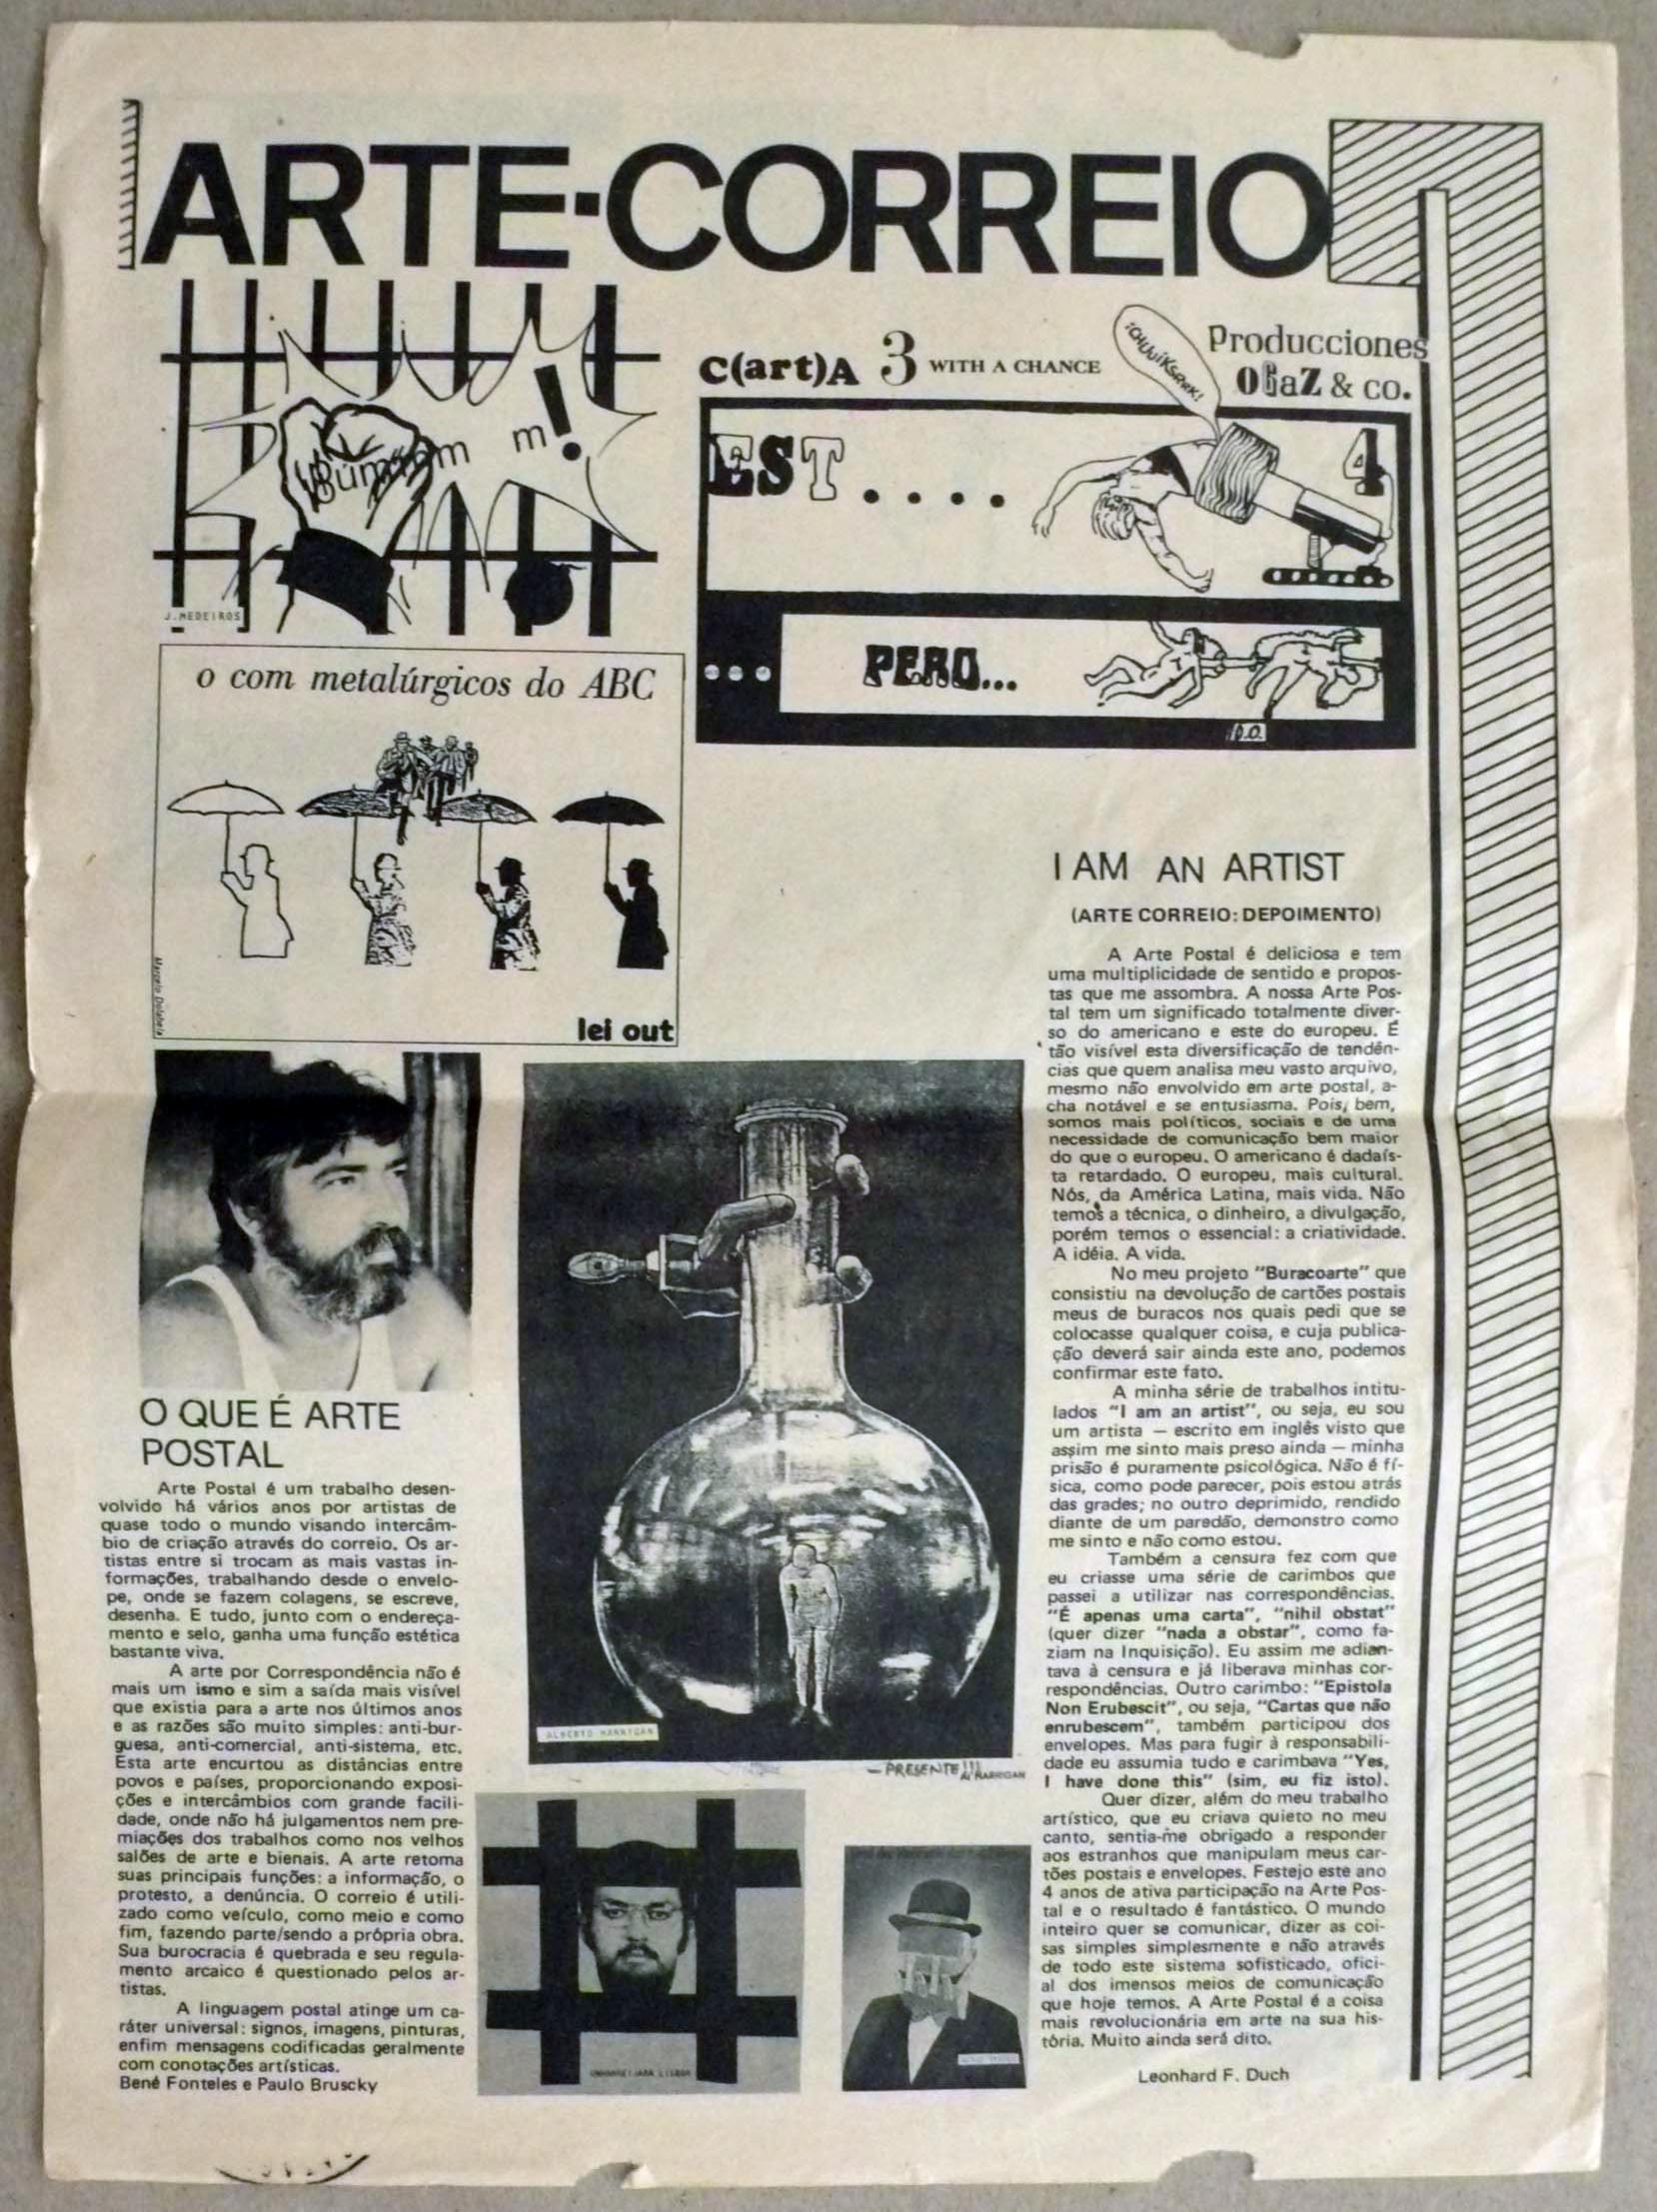 ARTE-CORREIO
Búmmmm m!
J.MEDEIROS
C(art)A 3 WITH A CHANCE
Producciones
OGaZ & co.
EST....
4
... PERO...
o com metalúrgicos do ABC
Marcelo Dolabela
lei out
O QUE É ARTE
POSTAL
Arte Postal é um trabalho desen-
volvido há vários anos por artistas de
quase todo o mundo visando intercâm-
bio de criação através do correio. Os ar-
tistas entre si trocam as mais vastas in-
formações, trabalhando desde o envelo-
pe, onde se fazem colagens, se escreve,
desenha. E tudo, junto com o endereça-
mento e selo, ganha uma função estética
bastante viva.
A arte por Correspondência não é
mais um ismo e sim a saída mais visível
que existia para a arte nos últimos anos
e as razões são muito simples: anti-bur-
guesa, anti-comercial, anti-sistema, etc.
Esta arte encurtou as distâncias entre
povos e países, proporcionando exposi-
ções e intercâmbios com grande facili-
dade, onde não há julgamentos nem pre-
miações dos trabalhos como nos velhos
salões de arte e bienais. A arte retoma
suas principais funções: a informação, o
protesto, a denúncia. O correio é utili-
zado como veículo, como meio e como
fim, fazendo parte/sendo a própria obra.
Sua burocracia é quebrada e seu regula-
mento arcaico é questionado pelos ar-
tistas.
A linguagem postal atinge um ca-
ráter universal: signos, imagens, pinturas,
enfim mensagens codificadas geralmente
com conotações artísticas.
Bené Fonteles e Paulo Bruscky
ALBERTO HARRIGAN
— PRESENTE!!! A. HARRIGAN
I AM AN ARTIST
(ARTE CORREIO: DEPOIMENTO)
A Arte Postal é deliciosa e tem
uma multiplicidade de sentido e propos-
tas que me assombra. A nossa Arte Pos-
tal tem um significado totalmente diver-
so do americano e este do europeu. É
tão visível esta diversificação de tendên-
cias que quem analisa meu vasto arquivo,
mesmo não envolvido em arte postal, a-
cha notável e se entusiasma. Pois, bem,
somos mais políticos, sociais e de uma
necessidade de comunicação bem maior
do que o europeu. O americano é dadaís-
ta retardado. O europeu, mais cultural.
Nós, da América Latina, mais vida. Não
temos a técnica, o dinheiro, a divulgação,
porém temos o essencial: a criatividade.
A idéia. A vida.
No meu projeto "Buracoarte" que
consistiu na devolução de cartões postais
meus de buracos nos quais pedi que se
colocasse qualquer coisa, e cuja publica-
ção deverá sair ainda este ano, podemos
confirmar este fato.
A minha série de trabalhos intitu-
lados "I am an artist", ou seja, eu sou
um artista — escrito em inglês visto que
assim me sinto mais preso ainda — minha
prisão é puramente psicológica. Não é fí-
sica, como pode parecer, pois estou atrás
das grades; no outro deprimido, rendido
diante de um paredão, demonstro como
me sinto e não como estou.
Também a censura fez com que
eu criasse uma série de carimbos que
passei a utilizar nas correspondências.
"É apenas uma carta", "nihil obstat"
(quer dizer "nada a obstar", como fa-
ziam na Inquisição). Eu assim me adian-
tava à censura e já liberava minhas cor-
respondências. Outro carimbo: "Epistola
Non Erubescit", ou seja, "Cartas que não
enrubescem", também participou dos
envelopes. Mas para fugir à responsabili-
dade eu assumia tudo e carimbava "Yes,
I have done this" (sim, eu fiz isto).
Quer dizer, além do meu trabalho
artístico, que eu criava quieto no meu
canto, sentia-me obrigado a responder
aos estranhos que manipulam meus car-
tões postais e envelopes. Festejo este ano
4 anos de ativa participação na Arte Pos-
tal e o resultado é fantástico. O mundo
inteiro quer se comunicar, dizer as coi-
sas simples simplesmente e não através
de todo este sistema sofisticado, ofici-
al dos imensos meios de comunicação
que hoje temos. A Arte Postal é a coisa
mais revolucionária em arte na sua his-
tória. Muito ainda será dito.
Leonhard F. Duch